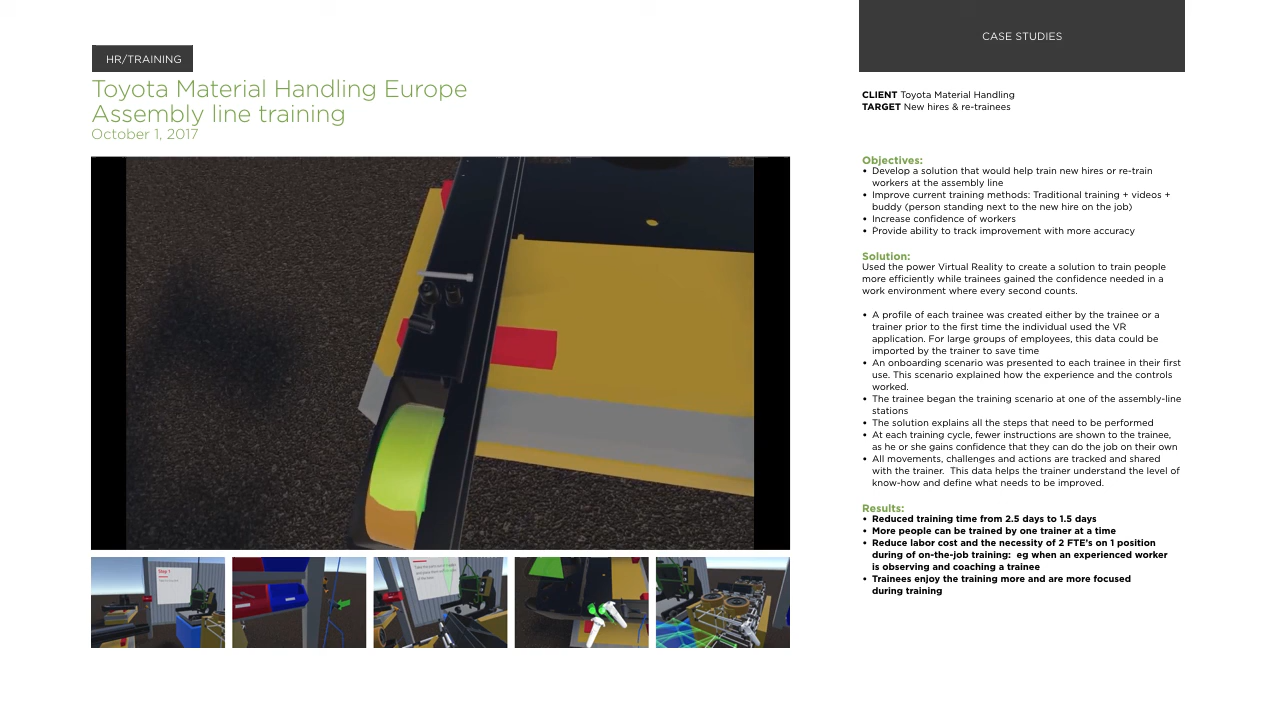 HR/TRAINING
Toyota Material Handling Europe
Assembly line training
October 1, 2017
Step 1
CASE STUDIES
CLIENT Toyota Material Handling
TARGET New hires & re-trainees
Objectives:
• Develop a solution that would help train new hires or re-train
workers at the assembly line
• Improve current training methods: Traditional training + videos +
buddy (person standing next to the new hire on the job)
• Increase confidence of workers
• Provide ability to track improvement with more accuracy
Solution:
Used the power Virtual Reality to create a solution to train people
more efficiently while trainees gained the confidence needed in a
work environment where every second counts.
• A profile of each trainee was created either by the trainee or a
trainer prior to the first time the individual used the VR
application. For large groups of employees, this data could be
imported by the trainer to save time
• An onboarding scenario was presented to each trainee in their first
use. This scenario explained how the experience and the controls
worked.
• The trainee began the training scenario at one of the assembly-line
stations
• The solution explains all the steps that need to be performed
• At each training cycle, fewer instructions are shown to the trainee,
as he or she gains confidence that they can do the job on their own
• All movements, challenges and actions are tracked and shared
with the trainer. This data helps the trainer understand the level of
know-how and define what needs to be improved.
Results:
• Reduced training time from 2.5 days to 1.5 days
• More people can be trained by one trainer at a time
• Reduce labor cost and the necessity of 2 FTE's on 1 position
during of on-the-job training: eg when an experienced worker
is observing and coaching a trainee
• Trainees enjoy the training more and are more focused
during training